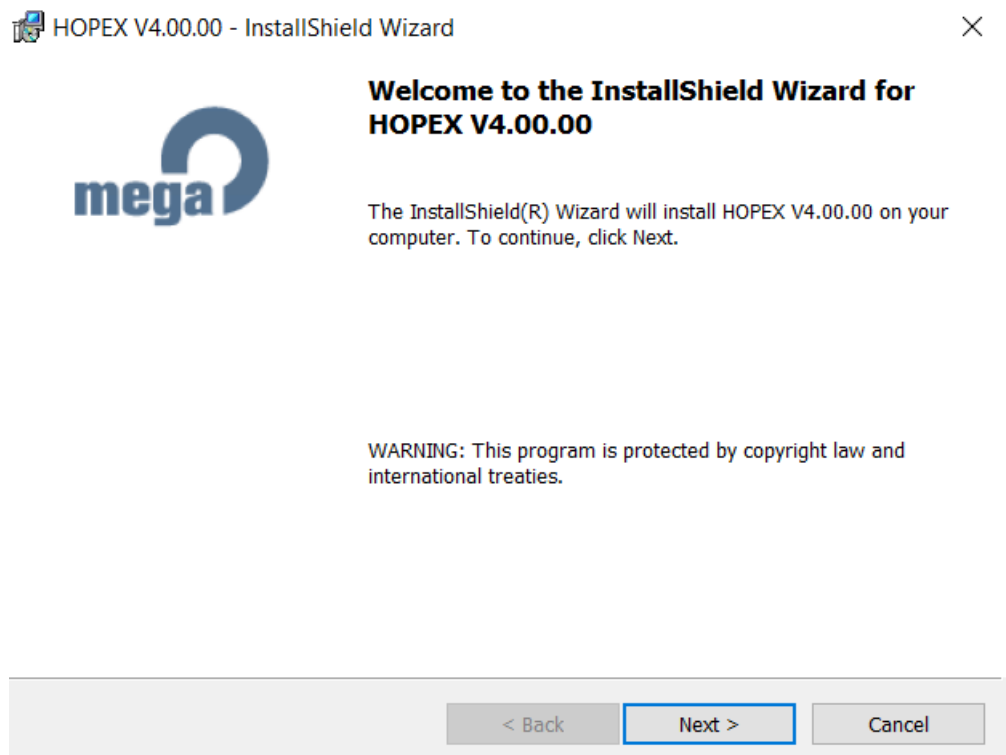 HOPEX V4.00.00 - InstallShield Wizard
mega
Welcome to the InstallShield Wizard for
HOPEX V4.00.00
The InstallShield(R) Wizard will install HOPEX V4.00.00 on your
computer. To continue, click Next.
WARNING: This program is protected by copyright law and
international treaties.
< Back
Next >
Cancel